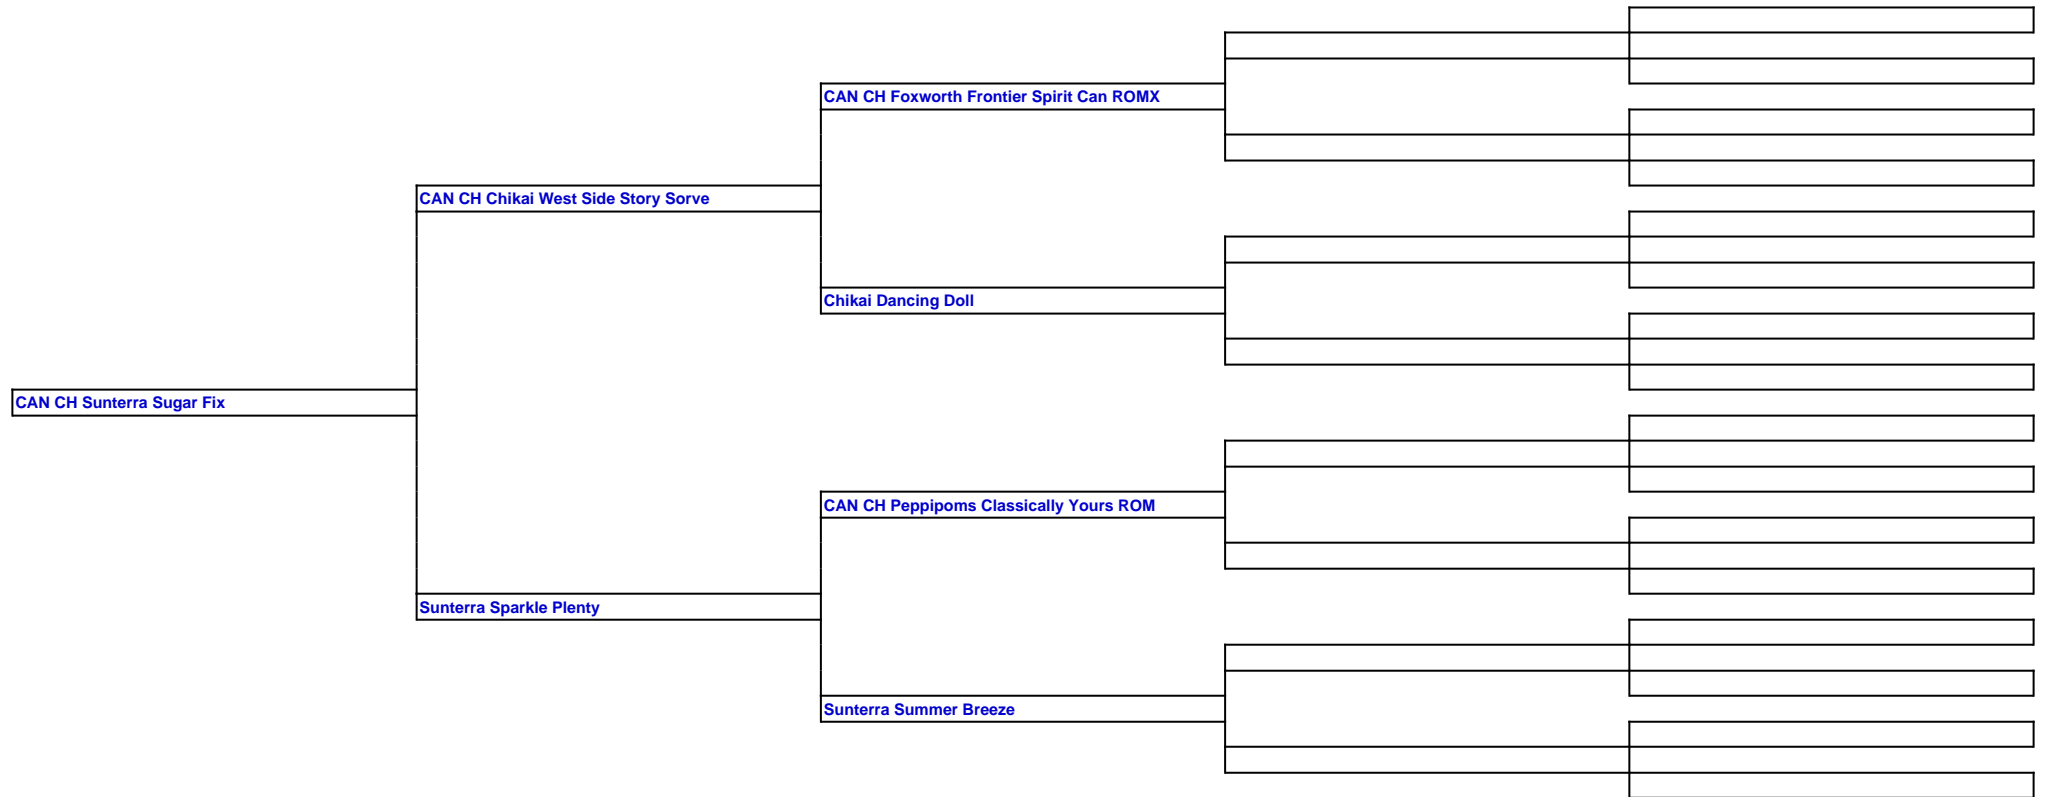 CAN CH Foxworth Frontier Spirit Can ROMX
CAN CH Chikai West Side Story Sorve
Chikai Dancing Doll
CAN CH Sunterra Sugar Fix
CAN CH Peppipoms Classically Yours ROM
Sunterra Sparkle Plenty
Sunterra Summer Breeze